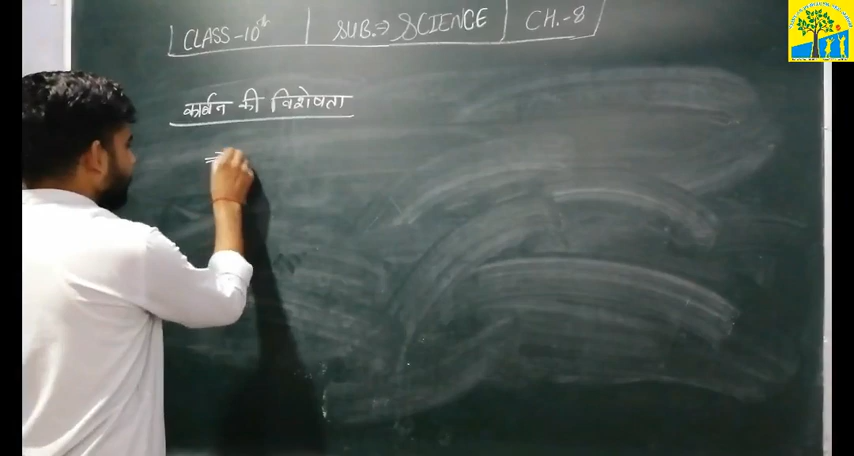 CLASS-10th | SUB.→ SCIENCE | CH.-8
कार्बन की विशेषता